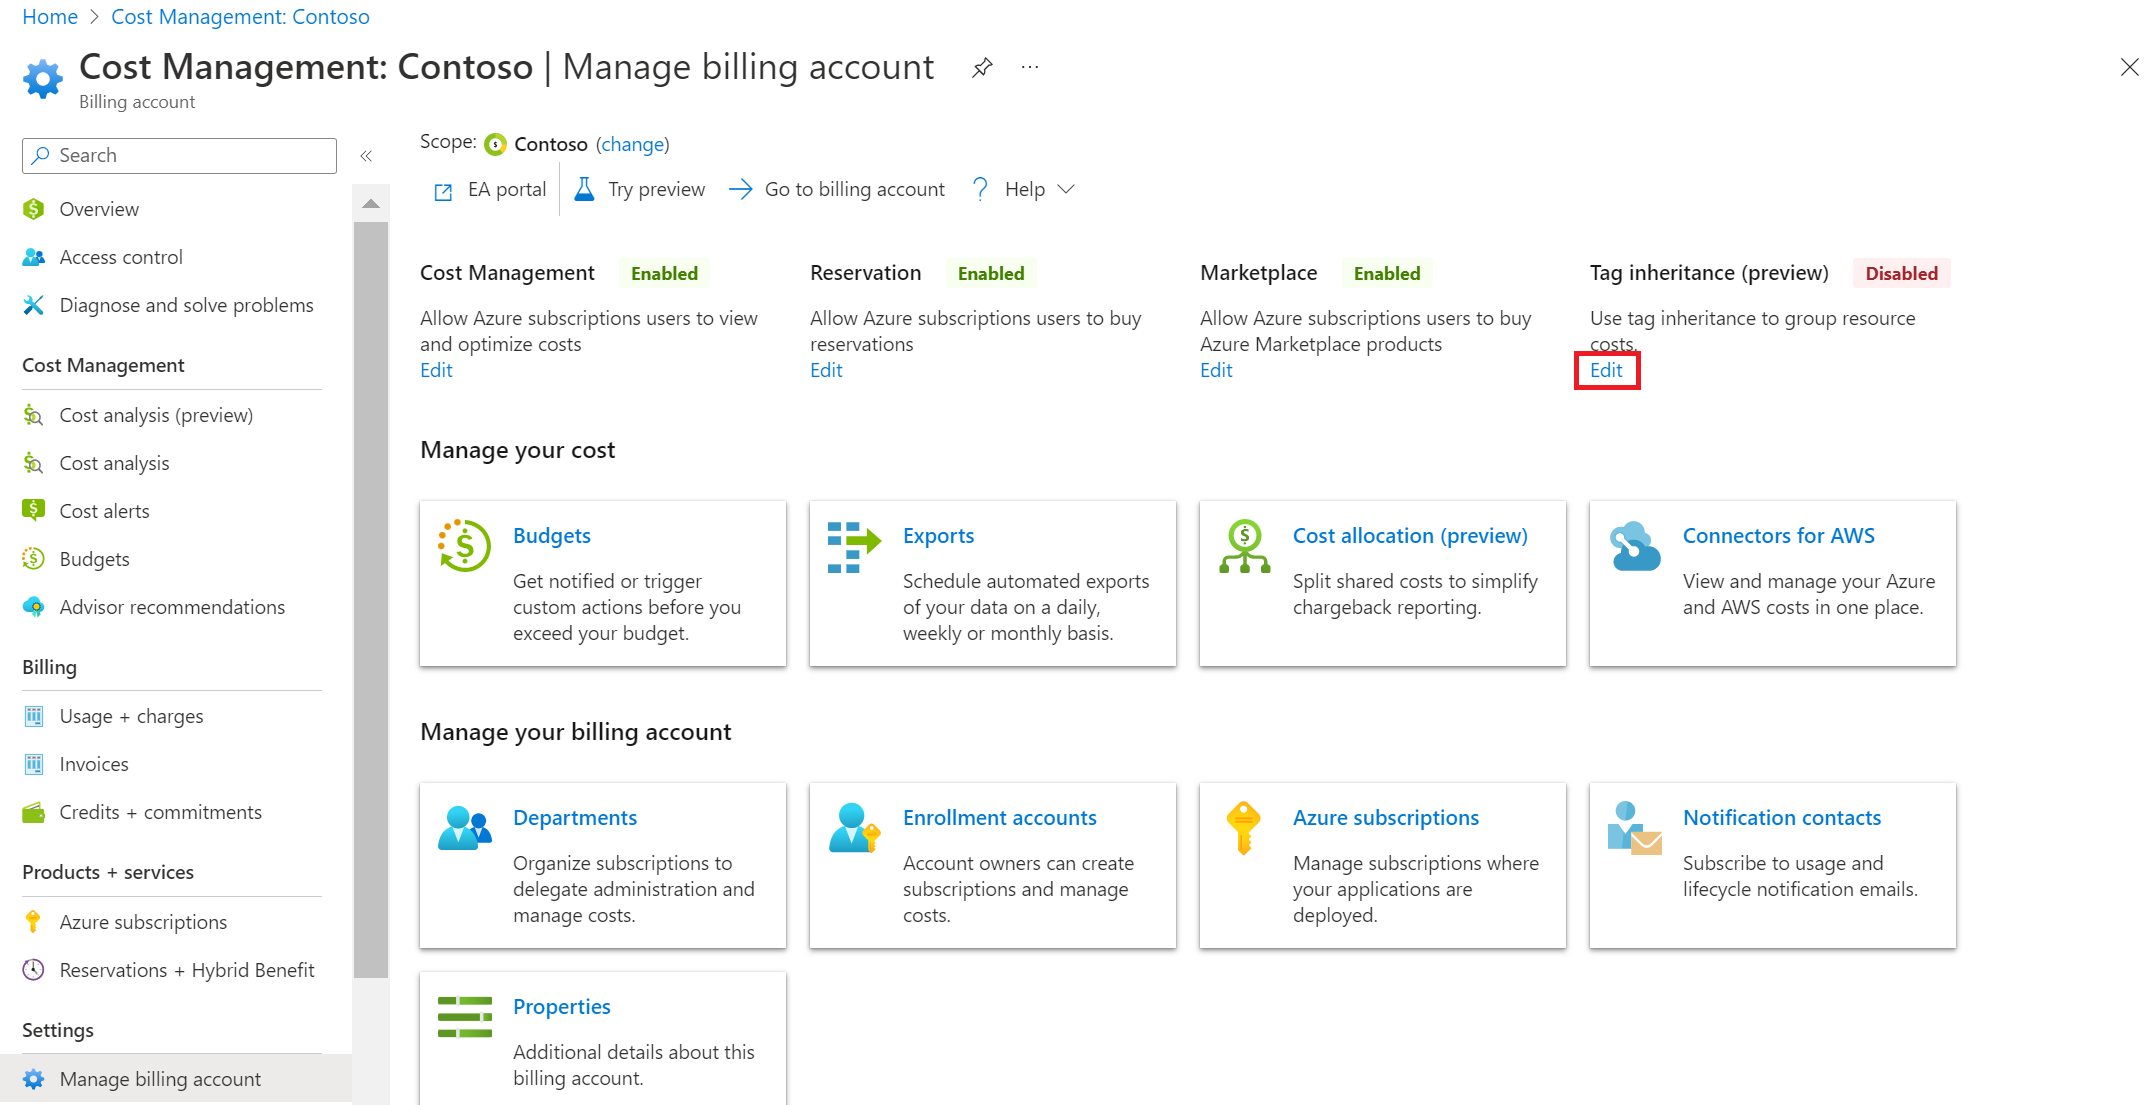 Home > Cost Management: Contoso
Cost Management: Contoso | Manage billing account ...
Billing account
Search «
Overview
Access control
Diagnose and solve problems
Cost Management
Cost analysis (preview)
Cost analysis
Cost alerts
Budgets
Advisor recommendations
Billing
Usage + charges
Invoices
Credits + commitments
Products + services
Azure subscriptions
Reservations + Hybrid Benefit
Settings
Manage billing account
Scope: Contoso (change)
EA portal Try preview Go to billing account ? Help
Cost Management Enabled
Allow Azure subscriptions users to view
and optimize costs
Edit
Reservation Enabled
Allow Azure subscriptions users to buy
reservations
Edit
Marketplace Enabled
Allow Azure subscriptions users to buy
Azure Marketplace products
Edit
Tag inheritance (preview) Disabled
Use tag inheritance to group resource
costs.
Edit
Manage your cost
Budgets
Get notified or trigger
custom actions before you
exceed your budget.
Exports
Schedule automated exports
of your data on a daily,
weekly or monthly basis.
Cost allocation (preview)
Split shared costs to simplify
chargeback reporting.
Connectors for AWS
View and manage your Azure
and AWS costs in one place.
Manage your billing account
Departments
Organize subscriptions to
delegate administration and
manage costs.
Enrollment accounts
Account owners can create
subscriptions and manage
costs.
Azure subscriptions
Manage subscriptions where
your applications are
deployed.
Notification contacts
Subscribe to usage and
lifecycle notification emails.
Properties
Additional details about this
billing account.